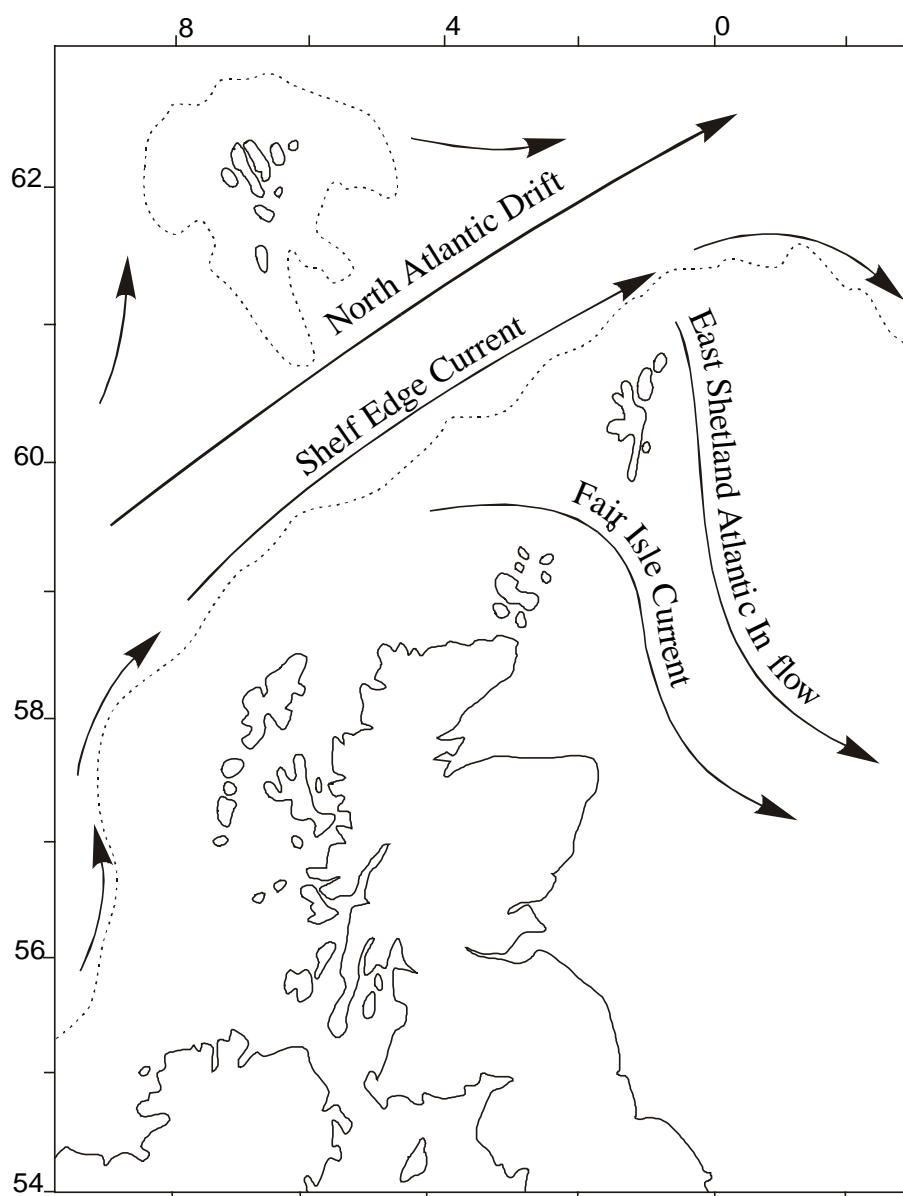 8 4 0
62
North Atlantic Drift
Shelf Edge Current
East Shetland Atlantic In flow
60
Fair Isle Current
58
56
54